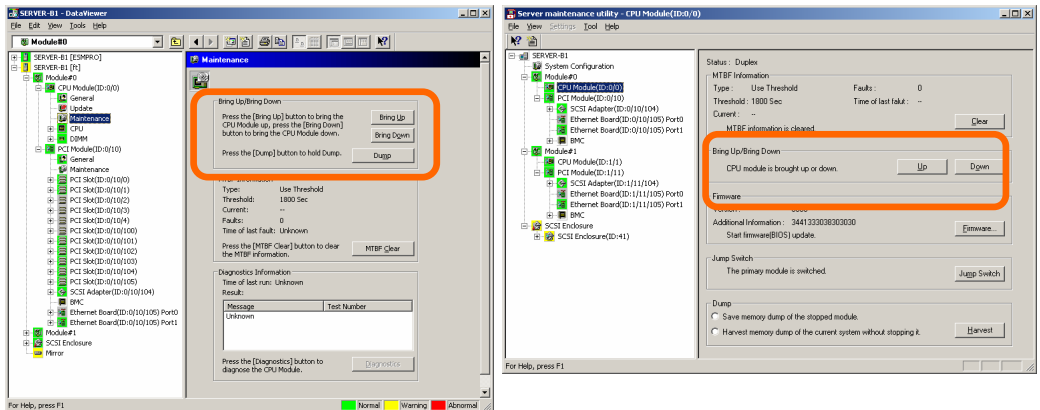 SERVER-B1 - DataViewer
File Edit View Tools Help
Module#0
SERVER-B1 [ESMPRO]
SERVER-B1 [ft]
Module#0
CPU Module(ID:0/0)
General
Update
Maintenance
CPU
DIMM
PCI Module(ID:0/10)
General
Maintenance
PCI Slot(ID:0/10/0)
PCI Slot(ID:0/10/1)
PCI Slot(ID:0/10/2)
PCI Slot(ID:0/10/3)
PCI Slot(ID:0/10/4)
PCI Slot(ID:0/10/100)
PCI Slot(ID:0/10/101)
PCI Slot(ID:0/10/102)
PCI Slot(ID:0/10/103)
PCI Slot(ID:0/10/104)
PCI Slot(ID:0/10/105)
SCSI Adapter(ID:0/10/104)
BMC
Ethernet Board(ID:0/10/105) Port0
Ethernet Board(ID:0/10/105) Port1
Module#1
SCSI Enclosure
Mirror
Maintenance
Bring Up/Bring Down
Press the [Bring Up] button to bring the
CPU Module up, press the [Bring Down]
button to bring the CPU Module down.
Bring Up
Bring Down
Press the [Dump] button to hold Dump.
Dump
MTBF Information
Type: Use Threshold
Threshold: 1800 Sec
Current: --
Faults: 0
Time of last fault: Unknown
Press the [MTBF Clear] button to clear
the MTBF information.
MTBF Clear
Diagnostics Information
Time of last run: Unknown
Result:
Message Test Number
Unknown
Press the [Diagnostics] button to
diagnose the CPU Module.
Diagnostics
For Help, press F1
Normal Warning Abnormal
Server maintenance utility - CPU Module(ID:0/0)
File View Settings Tool Help
SERVER-B1
System Configuration
Module#0
CPU Module(ID:0/0)
PCI Module(ID:0/10)
SCSI Adapter(ID:0/10/104)
Ethernet Board(ID:0/10/105) Port0
Ethernet Board(ID:0/10/105) Port1
BMC
Module#1
CPU Module(ID:1/1)
PCI Module(ID:1/11)
SCSI Adapter(ID:1/11/104)
Ethernet Board(ID:1/11/105) Port0
Ethernet Board(ID:1/11/105) Port1
BMC
SCSI Enclosure
SCSI Enclosure(ID:41)
Status : Duplex
MTBF Information
Type : Use Threshold Faults : 0
Threshold : 1800 Sec Time of last falut : --
Current : --
MTBF information is cleared.
Clear
Bring Up/Bring Down
CPU module is brought up or down.
Up
Down
Firmware
Additional Information : 3441333038303030
Start firmware(BIOS) update.
Firmware...
Jump Switch
The primary module is switched.
Jump Switch
Dump
Save memory dump of the stopped module.
Harvest memory dump of the current system without stopping it.
Harvest
For Help, press F1